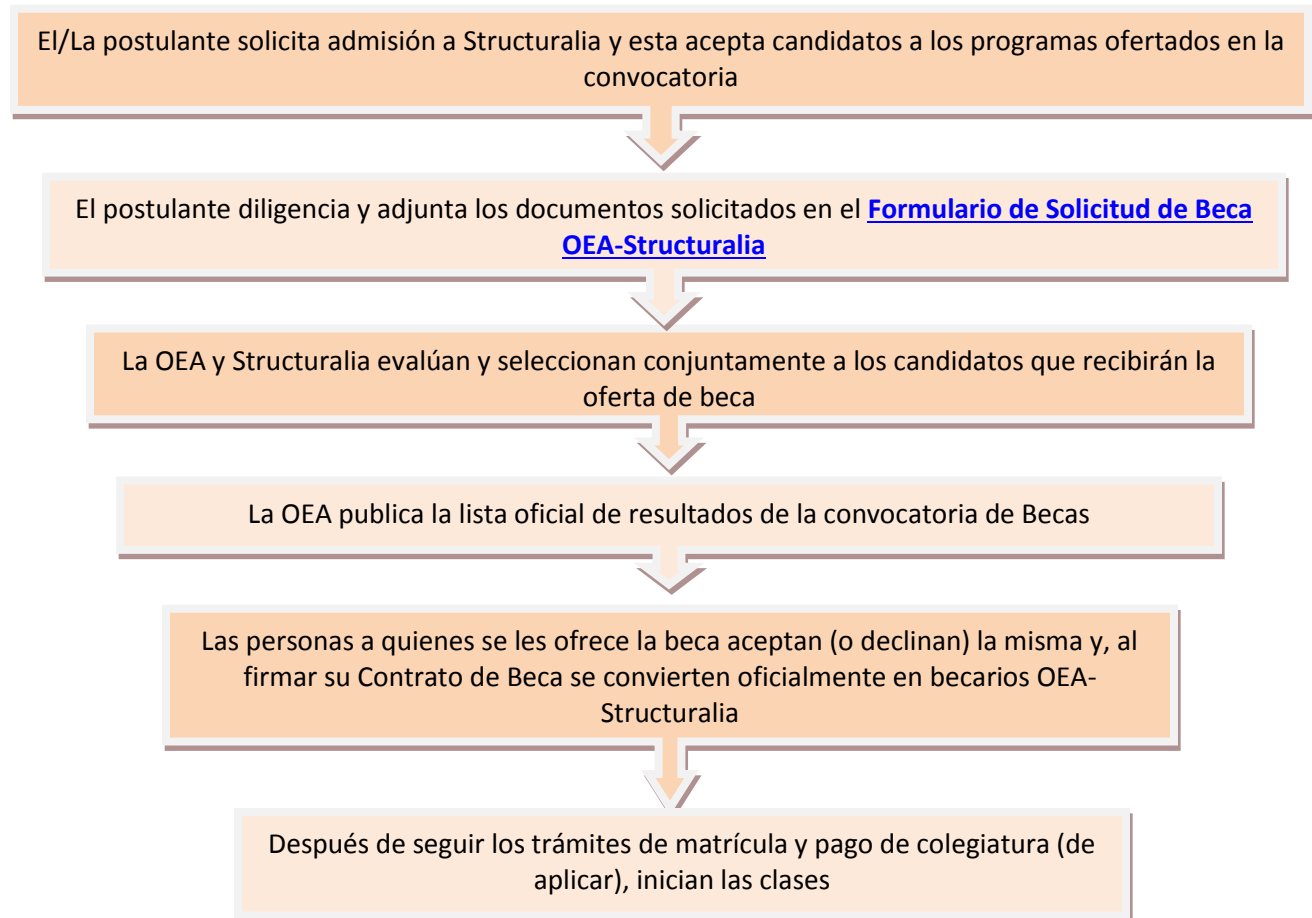 El/La postulante solicita admisión a Structuralia y esta acepta candidatos a los programas ofertados en la
convocatoria
El postulante diligencia y adjunta los documentos solicitados en el Formulario de Solicitud de Beca
OEA-Structuralia
La OEA y Structuralia evalúan y seleccionan conjuntamente a los candidatos que recibirán la
oferta de beca
La OEA publica la lista oficial de resultados de la convocatoria de Becas
Las personas a quienes se les ofrece la beca aceptan (o declinan) la misma y, al
firmar su Contrato de Beca se convierten oficialmente en becarios OEA-
Structuralia
Después de seguir los trámites de matrícula y pago de colegiatura (de
aplicar), inician las clases